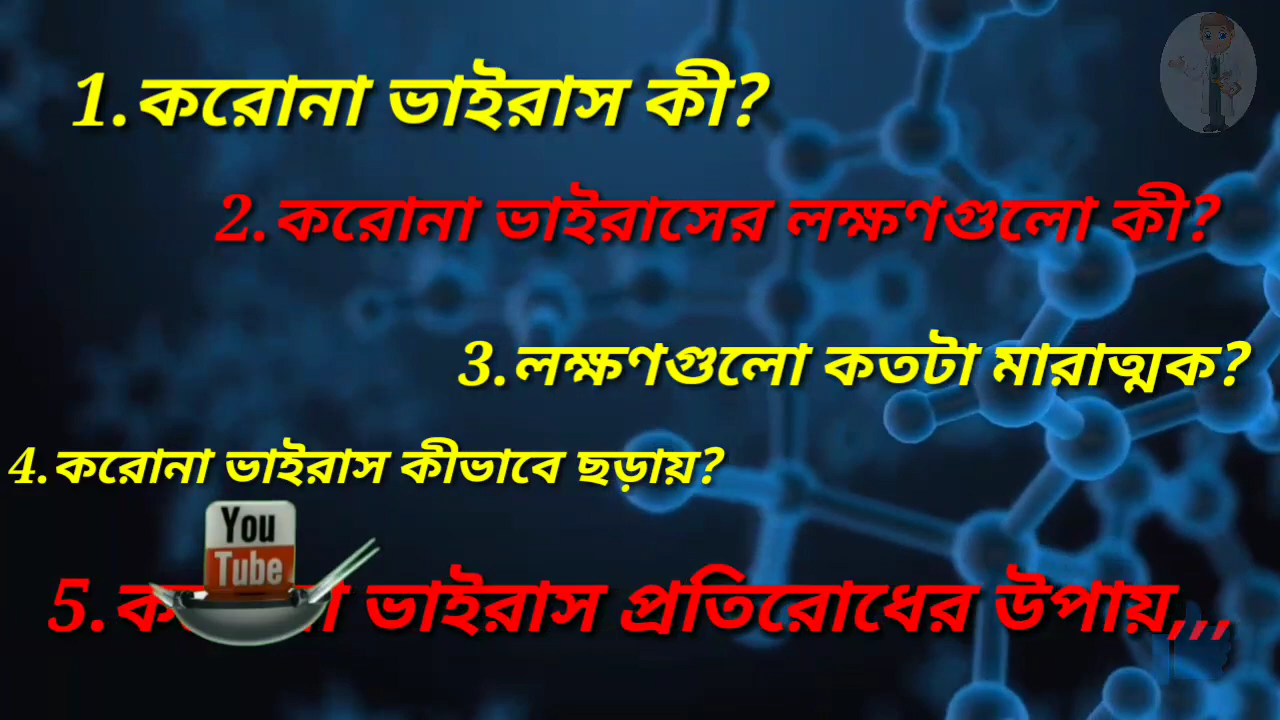 1.করোনা ভাইরাস কী?
2.করোনা ভাইরাসের লক্ষণগুলো কী?
3.লক্ষণগুলো কতটা মারাত্মক?
4.করোনা ভাইরাস কীভাবে ছড়ায়?
You
Tube
5. ভাইরাস প্রতিরোধের উপায়,,,